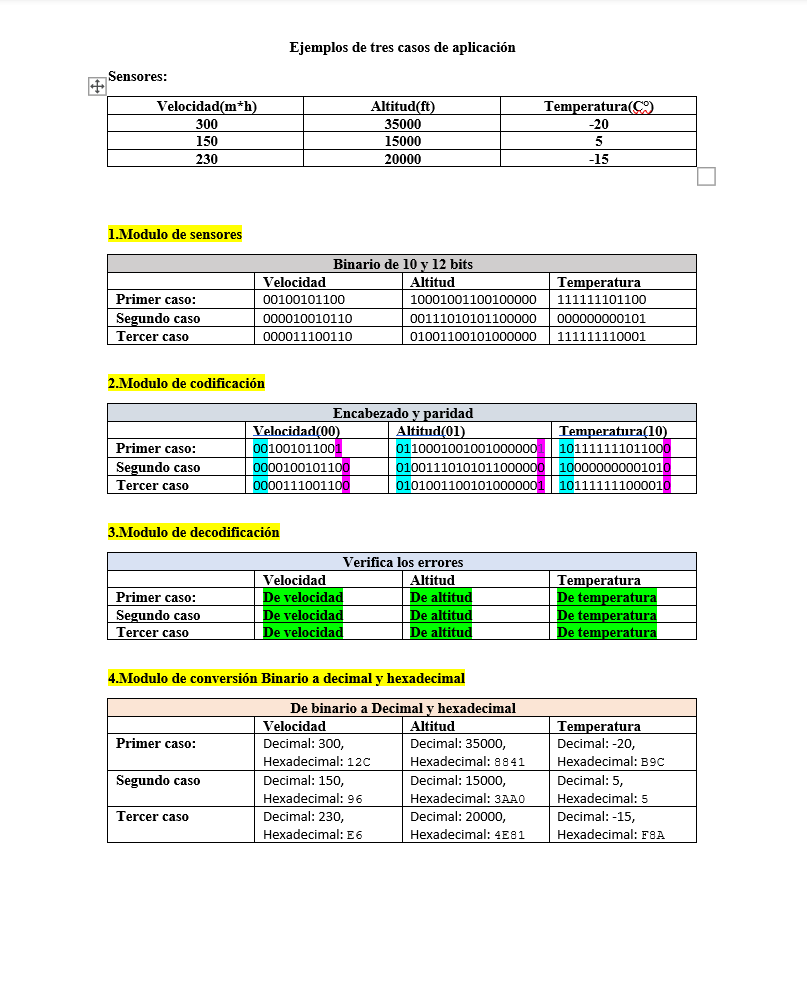 Ejemplos de tres casos de aplicación
Sensores:
Velocidad(m*h) Altitud(ft) Temperatura(Cº)
300 35000 -20
150 15000 5
230 20000 -15
1.Modulo de sensores
Binario de 10 y 12 bits
Velocidad Altitud Temperatura
Primer caso: 00100101100 10001001100100000 111111101100
Segundo caso 000010010110 00111010101100000 000000000101
Tercer caso 000011100110 01001100101000000 111111110001
2.Modulo de codificación
Encabezado y paridad
Velocidad(00) Altitud(01) Temperatura(10)
Primer caso: 001001011001 01100010010010000001 101111111011000
Segundo caso 0000100101100 0100111010101100000 1000000000001010
Tercer caso 0000111001100 01010011001010000001 101111111000010
3.Modulo de decodificación
Verifica los errores
Velocidad Altitud Temperatura
Primer caso: De velocidad De altitud De temperatura
Segundo caso De velocidad De altitud De temperatura
Tercer caso De velocidad De altitud De temperatura
4.Modulo de conversión Binario a decimal y hexadecimal
De binario a Decimal y hexadecimal
Velocidad Altitud Temperatura
Primer caso: Decimal: 300, Decimal: 35000, Decimal: -20,
Hexadecimal: 12C Hexadecimal: 8841 Hexadecimal: B9C
Segundo caso Decimal: 150, Decimal: 15000, Decimal: 5,
Hexadecimal: 96 Hexadecimal: 3AA0 Hexadecimal: 5
Tercer caso Decimal: 230, Decimal: 20000, Decimal: -15,
Hexadecimal: E6 Hexadecimal: 4E81 Hexadecimal: F8A